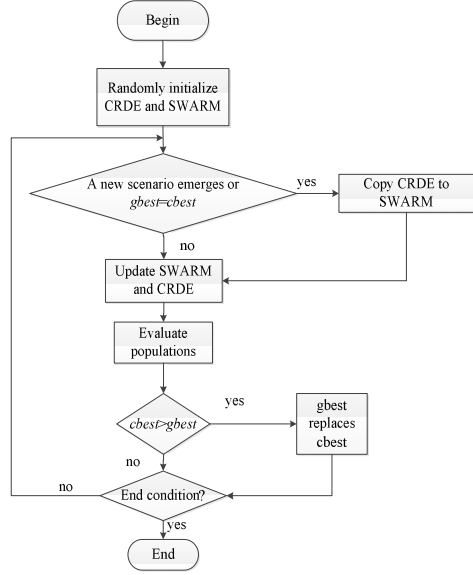 Begin
Randomly initialize
CRDE and SWARM
A new scenario emerges or
gbest=cbest
yes
Copy CRDE to
SWARM
no
Update SWARM
and CRDE
Evaluate
populations
cbest>gbest
yes
gbest
replaces
cbest
no
End condition?
no
yes
End